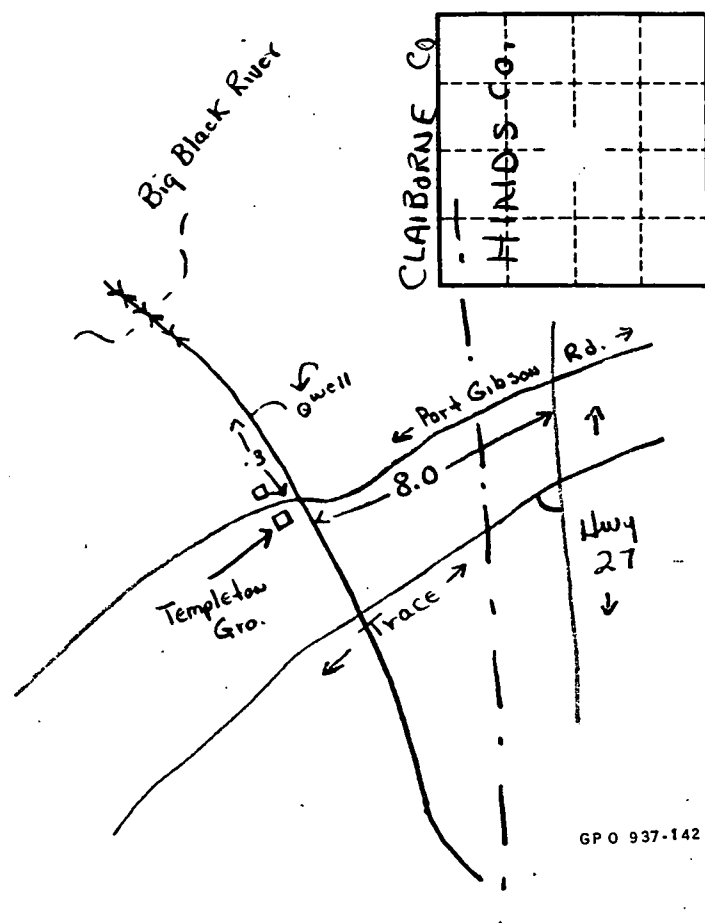 Big Black River
CLAIBORNE CO
HINDS CO.
well
Port Gibson Rd.
.3
8.0
Templeton
Gro.
Trace
Hwy
27
GPO 937-142